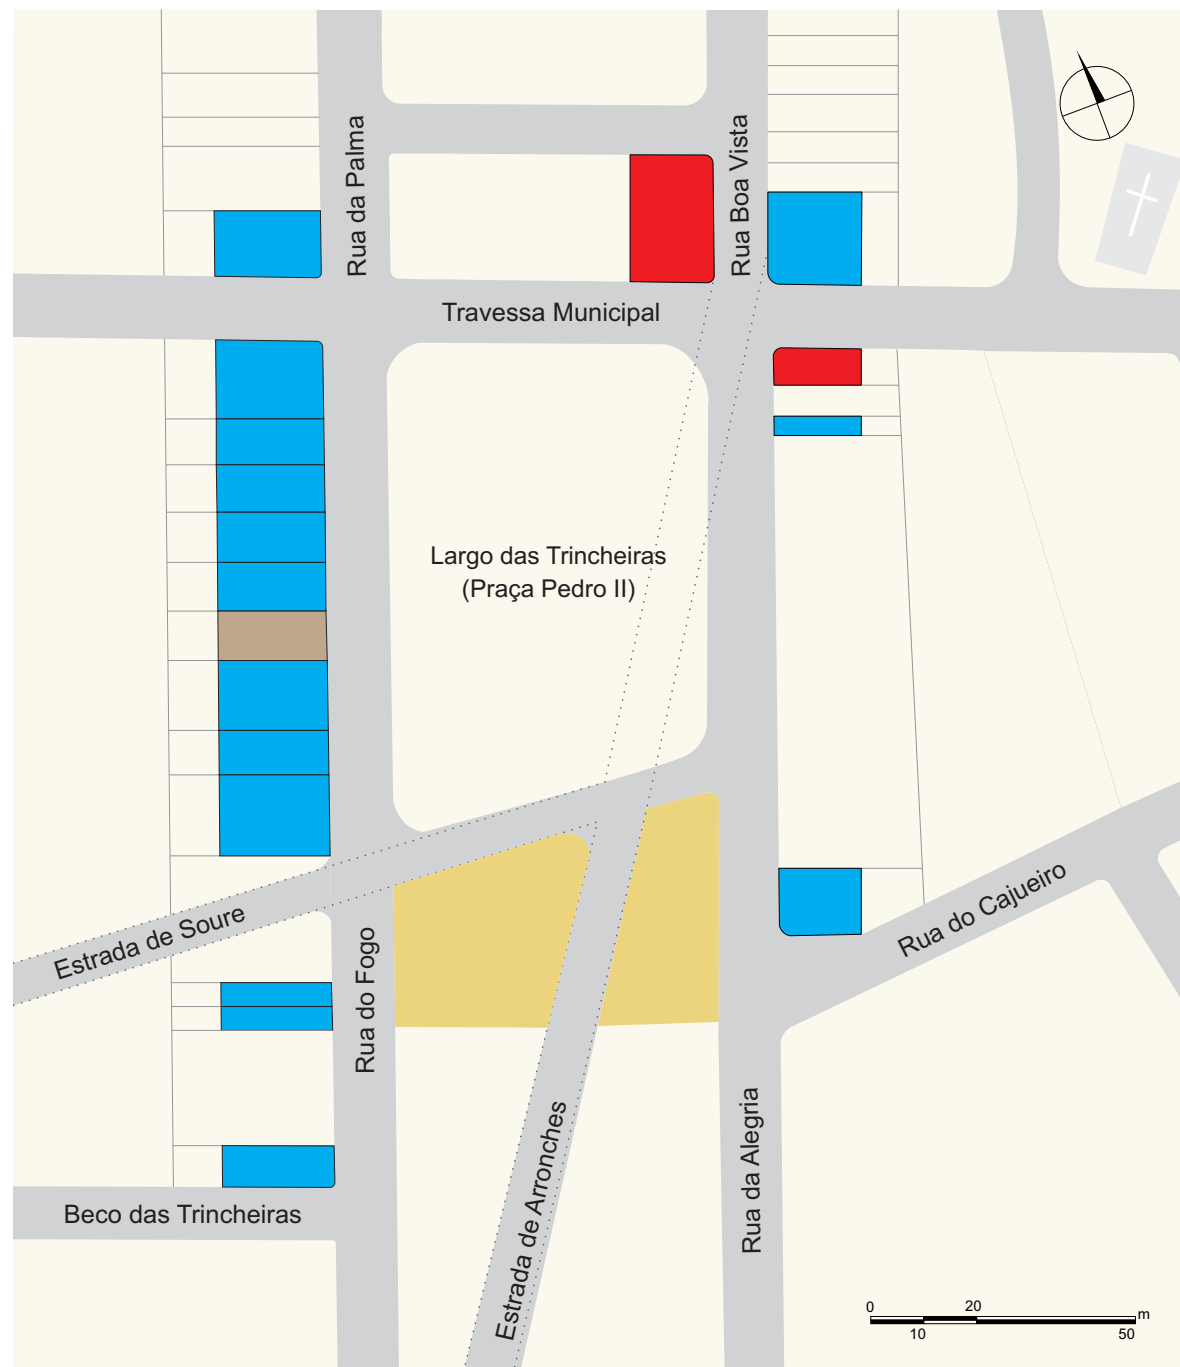 Rua da Palma
Rua Boa Vista
Travessa Municipal
Largo das Trincheiras
(Praça Pedro II)
Estrada de Soure
Rua do Fogo
Rua do Cajueiro
Estrada de Arronches
Rua da Alegria
Beco das Trincheiras
0 20 m
10 50